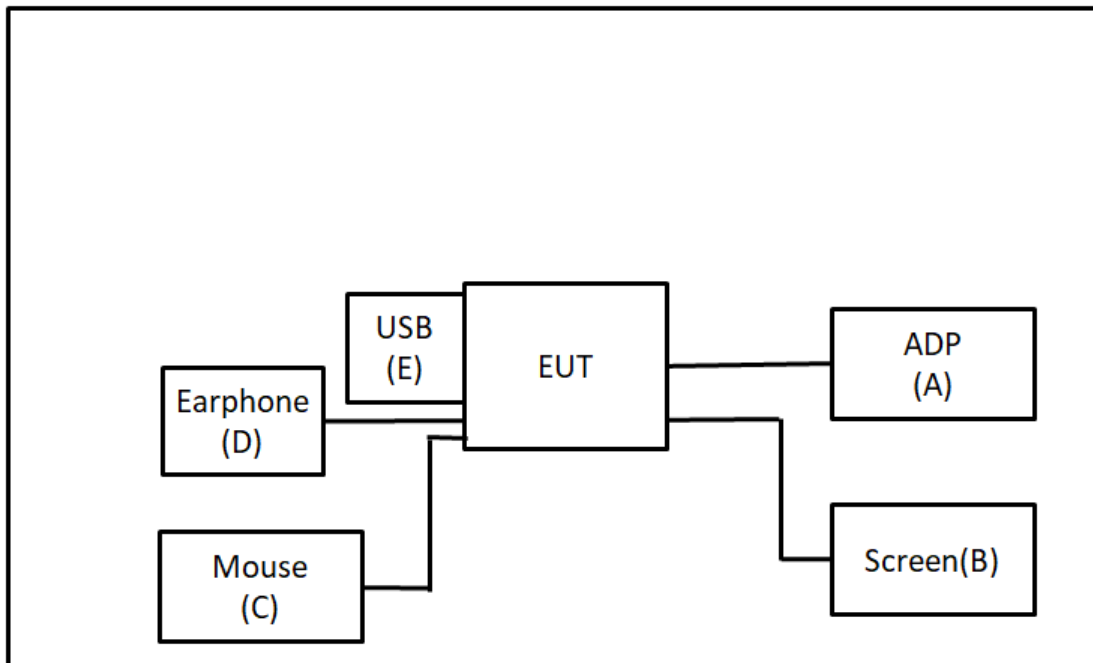 USB
(E)
EUT
ADP
(A)
Earphone
(D)
Mouse
(C)
Screen(B)